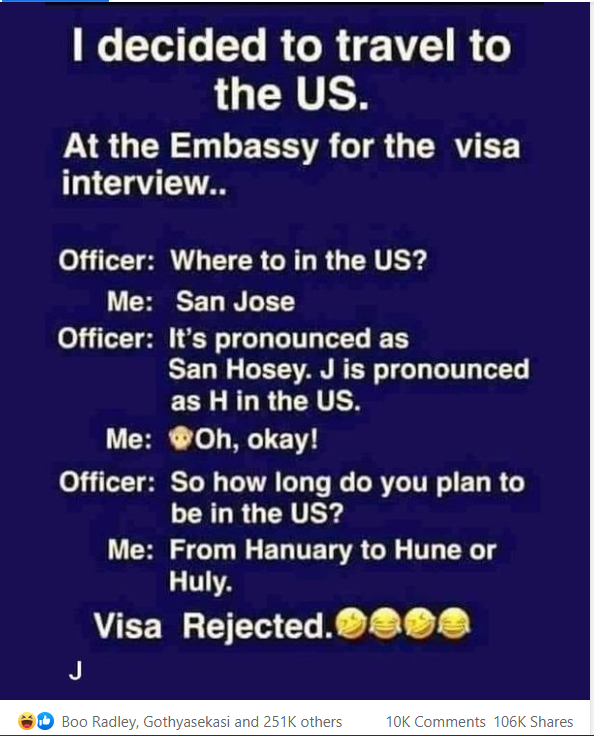 I decided to travel to
the US.
At the Embassy for the visa
interview..
Officer: Where to in the US?
Me: San Jose
Officer: It's pronounced as
San Hosey. J is pronounced
as H in the US.
Me: 🐵Oh, okay!
Officer: So how long do you plan to
be in the US?
Me: From Hanuary to Hune or
Huly.
Visa Rejected.🤣😂🤣😂
J
Boo Radley, Gothyasekasi and 251K others 10K Comments 106K Shares